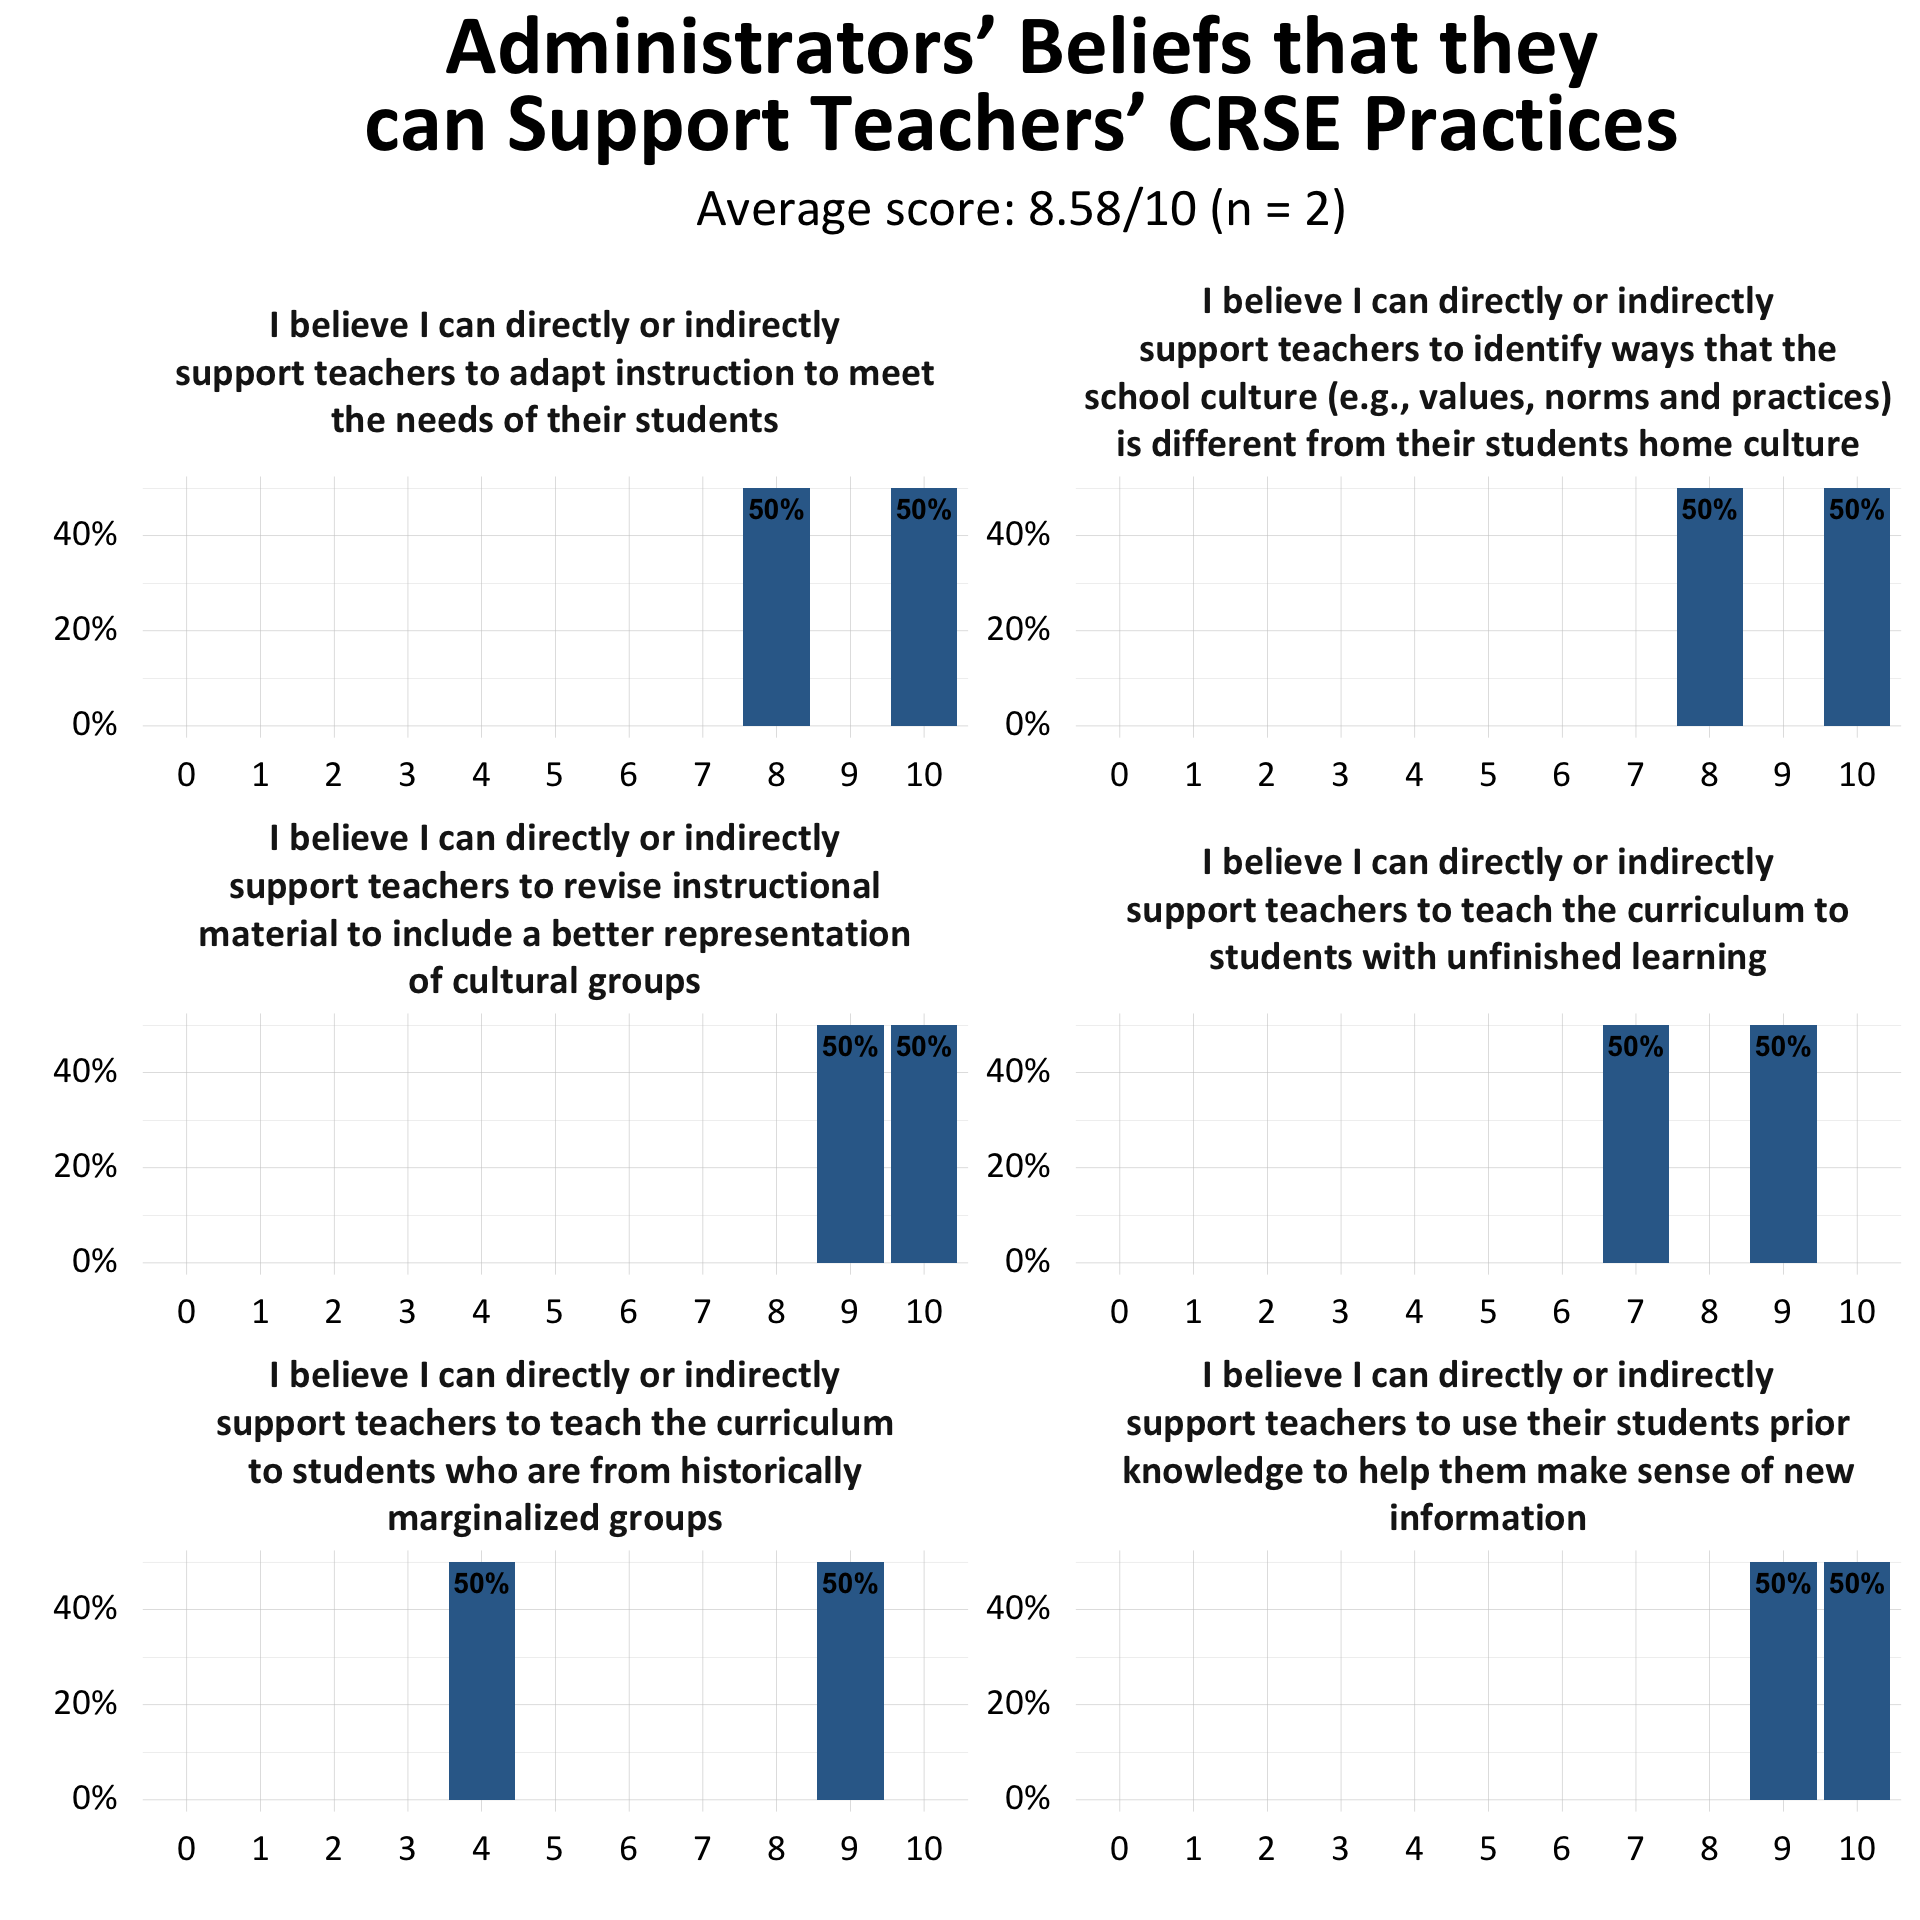 Administrators’ Beliefs that they
can Support Teachers’ CRSE Practices
Average score: 8.58/10 (n = 2)
I believe I can directly or indirectly
support teachers to adapt instruction to meet
the needs of their students
50%
50%
40%
20%
0%
0 1 2 3 4 5 6 7 8 9 10
I believe I can directly or indirectly
support teachers to identify ways that the
school culture (e.g., values, norms and practices)
is different from their students home culture
50%
50%
40%
20%
0%
0 1 2 3 4 5 6 7 8 9 10
I believe I can directly or indirectly
support teachers to revise instructional
material to include a better representation
of cultural groups
50%
50%
40%
20%
0%
0 1 2 3 4 5 6 7 8 9 10
I believe I can directly or indirectly
support teachers to teach the curriculum to
students with unfinished learning
50%
50%
40%
20%
0%
0 1 2 3 4 5 6 7 8 9 10
I believe I can directly or indirectly
support teachers to teach the curriculum
to students who are from historically
marginalized groups
50%
50%
40%
20%
0%
0 1 2 3 4 5 6 7 8 9 10
I believe I can directly or indirectly
support teachers to use their students prior
knowledge to help them make sense of new
information
50%
50%
40%
20%
0%
0 1 2 3 4 5 6 7 8 9 10